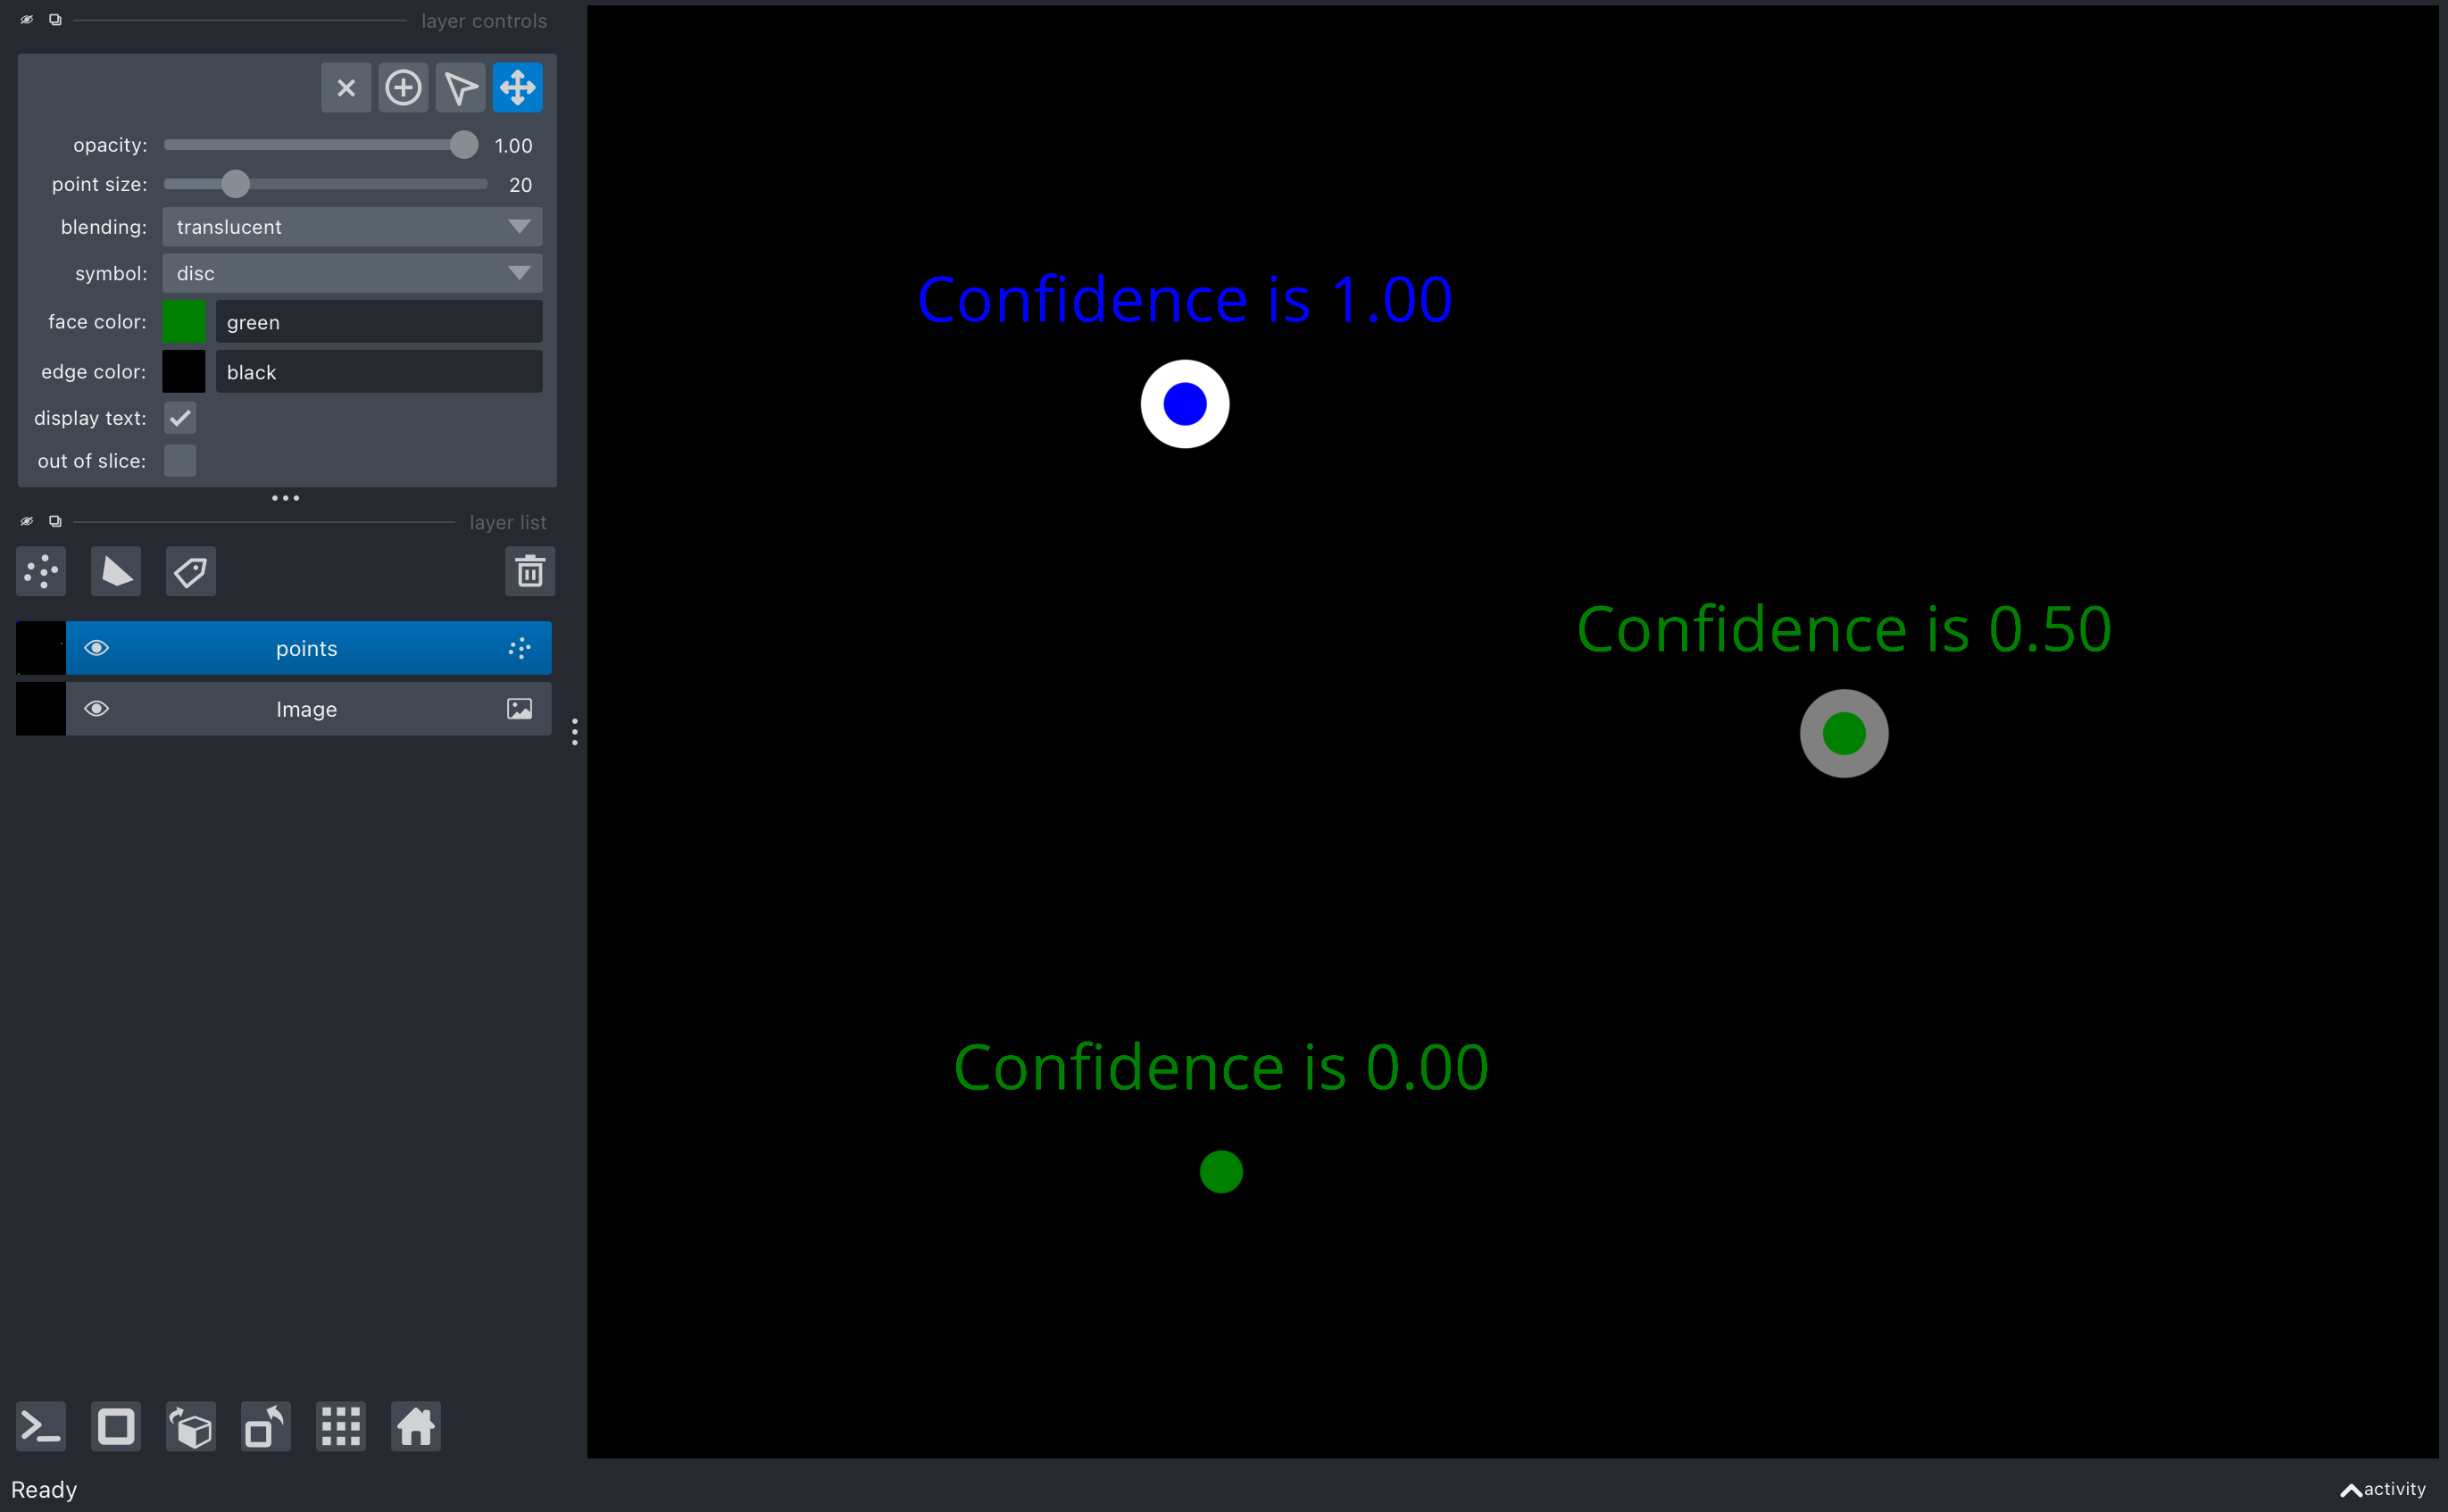 layer controls
opacity: 1.00
point size: 20
blending: translucent
symbol: disc
face color: green
edge color: black
display text:
out of slice:
layer list
points
Image
Confidence is 1.00
Confidence is 0.50
Confidence is 0.00
Ready
activity